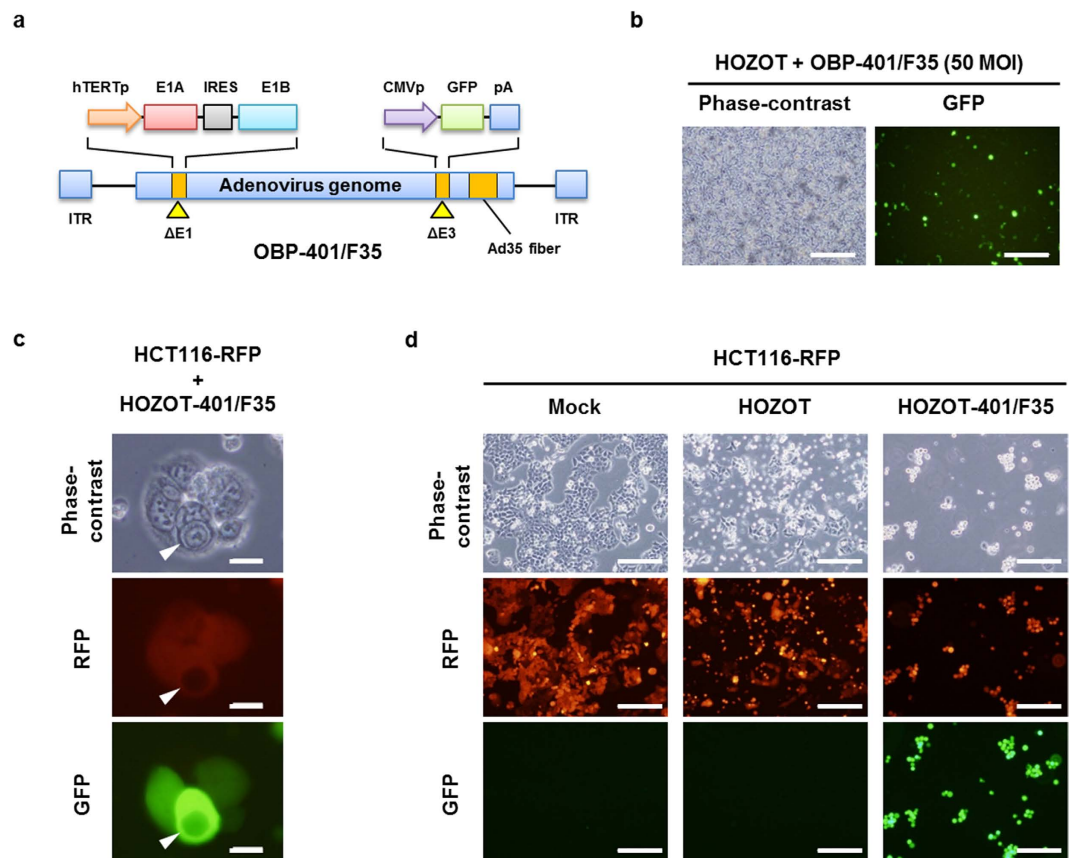 a
hTERTp E1A IRES E1B CMVp GFP pA
Adenovirus genome
ITR ΔE1 ΔE3 Ad35 fiber ITR
OBP-401/F35
b
HOZOT + OBP-401/F35 (50 MOI)
Phase-contrast GFP
c
HCT116-RFP
+
HOZOT-401/F35
Phase-
contrast
RFP
GFP
d
HCT116-RFP
Mock HOZOT HOZOT-401/F35
Phase-
contrast
RFP
GFP